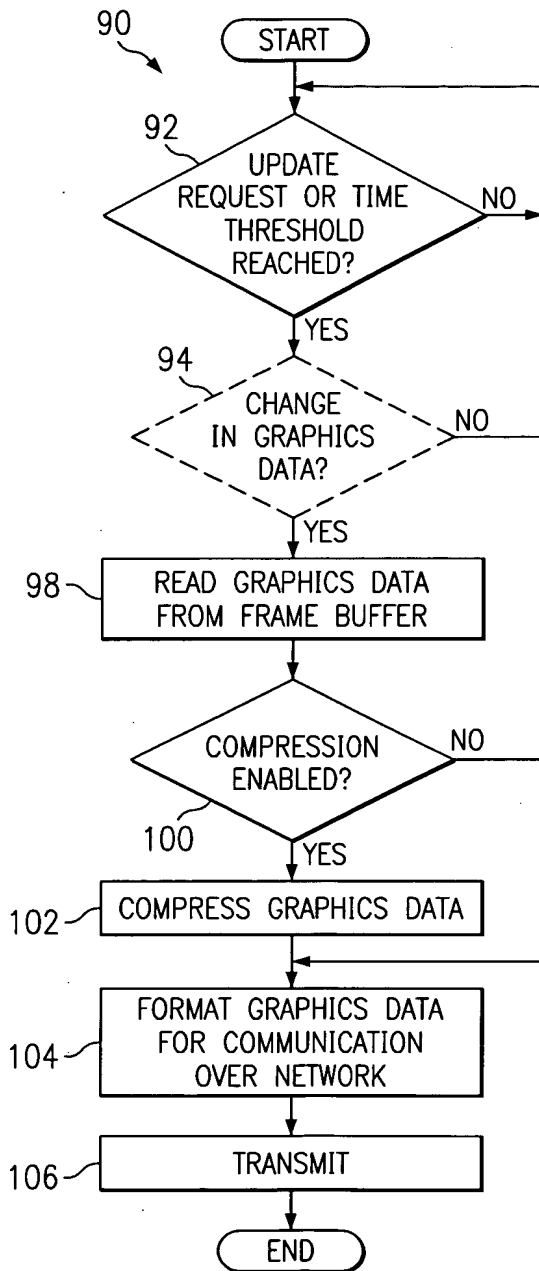 90
START
92
UPDATE
REQUEST OR TIME
THRESHOLD
REACHED?
NO
YES
94
CHANGE
IN GRAPHICS
DATA?
NO
YES
98
READ GRAPHICS DATA
FROM FRAME BUFFER
COMPRESSION
ENABLED?
NO
100
YES
102
COMPRESS GRAPHICS DATA
104
FORMAT GRAPHICS DATA
FOR COMMUNICATION
OVER NETWORK
106
TRANSMIT
END